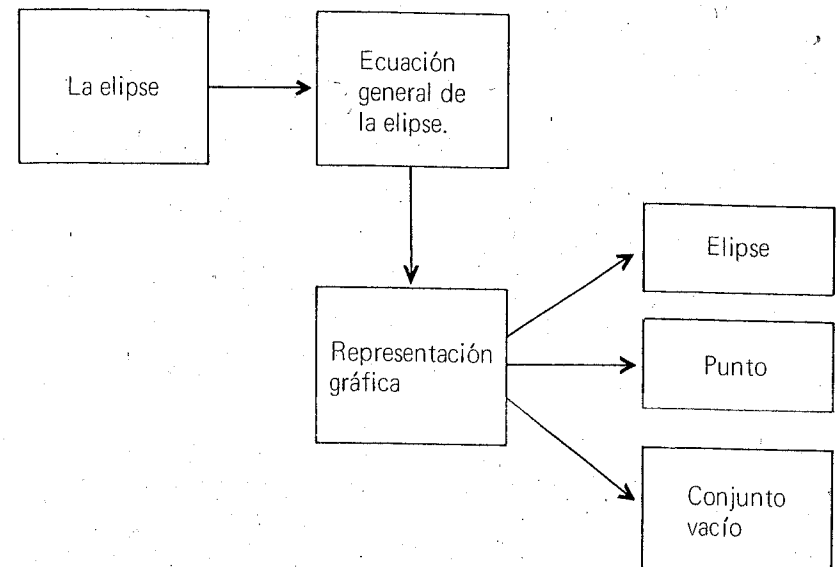 La elipse
Ecuación
general de
la elipse.
Representación
gráfica
Elipse
Punto
Conjunto
vacío